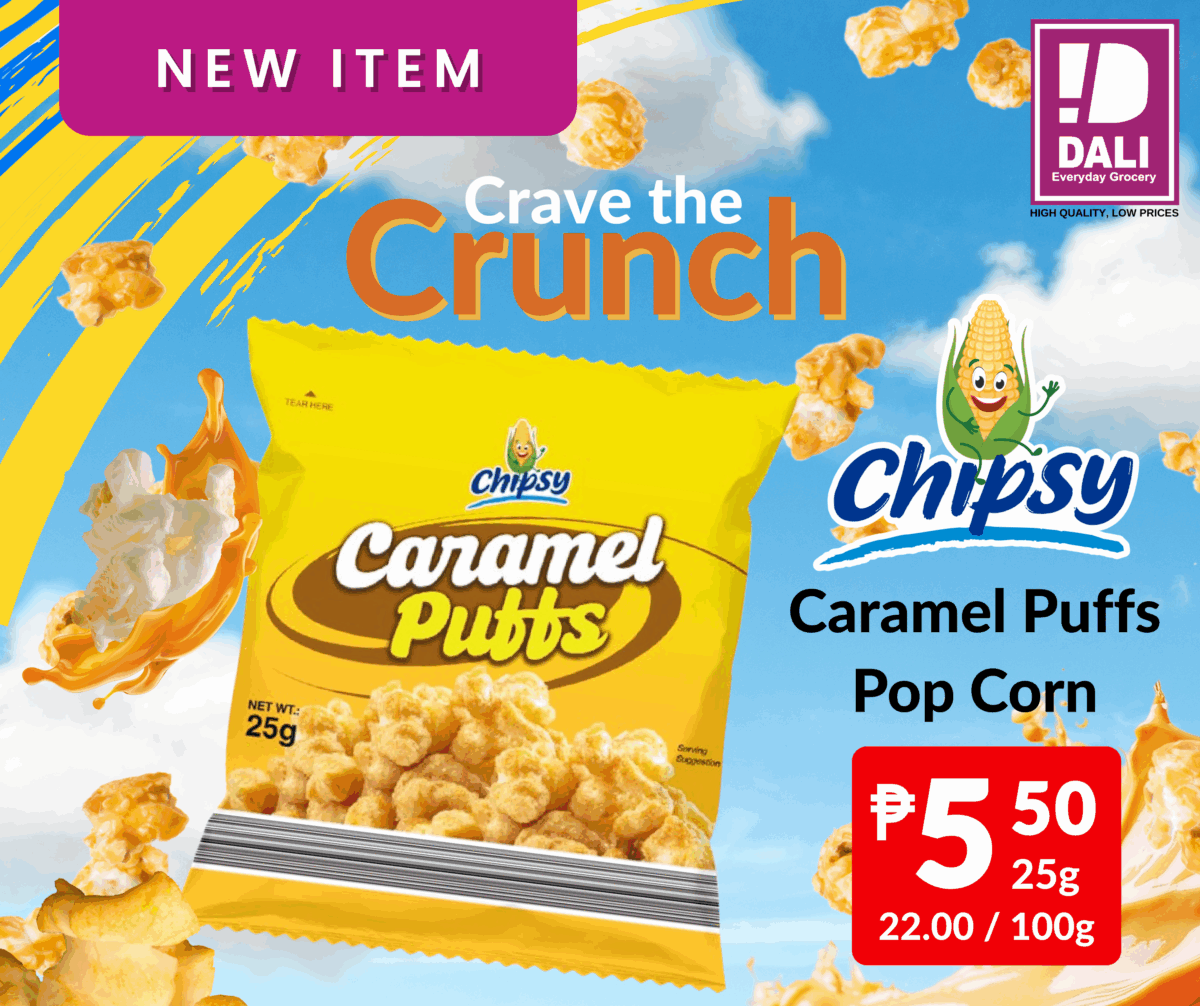 NEW ITEM
DALI
Everyday Grocery
HIGH QUALITY, LOW PRICES
Crave the
Crunch
TEAR HERE
Chipsy
Caramel
Puffs
NET WT.:
25g
Serving
Suggestion
Chipsy
Caramel Puffs
Pop Corn
₱5 50
25g
22.00 / 100g